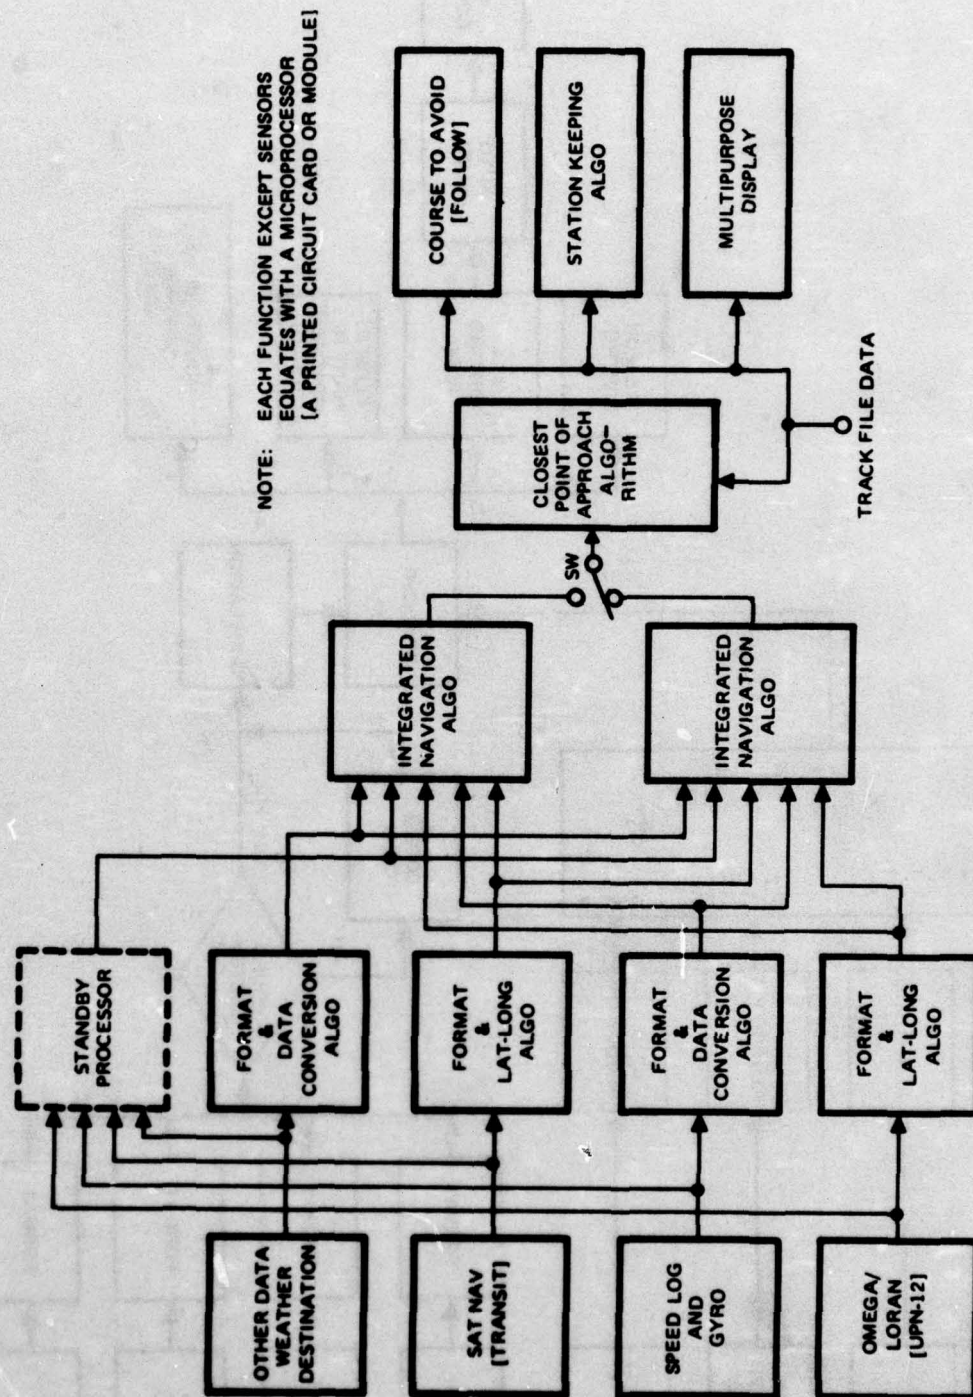 NOTE: EACH FUNCTION EXCEPT SENSORS
EQUATES WITH A MICROPROCESSOR
[A PRINTED CIRCUIT CARD OR MODULE]
STANDBY
PROCESSOR
OTHER DATA
WEATHER
DESTINATION
FORMAT
&
DATA
CONVERSION
ALGO
SAT NAV
[TRANSIT]
FORMAT
&
LAT-LONG
ALGO
SPEED LOG
AND
GYRO
FORMAT
&
DATA
CONVERSION
ALGO
OMEGA/
LORAN
[UPN-12]
FORMAT
&
LAT-LONG
ALGO
INTEGRATED
NAVIGATION
ALGO
INTEGRATED
NAVIGATION
ALGO
SW
CLOSEST
POINT OF
APPROACH
ALGO-
RITHM
COURSE TO AVOID
[FOLLOW]
STATION KEEPING
ALGO
MULTIPURPOSE
DISPLAY
TRACK FILE DATA